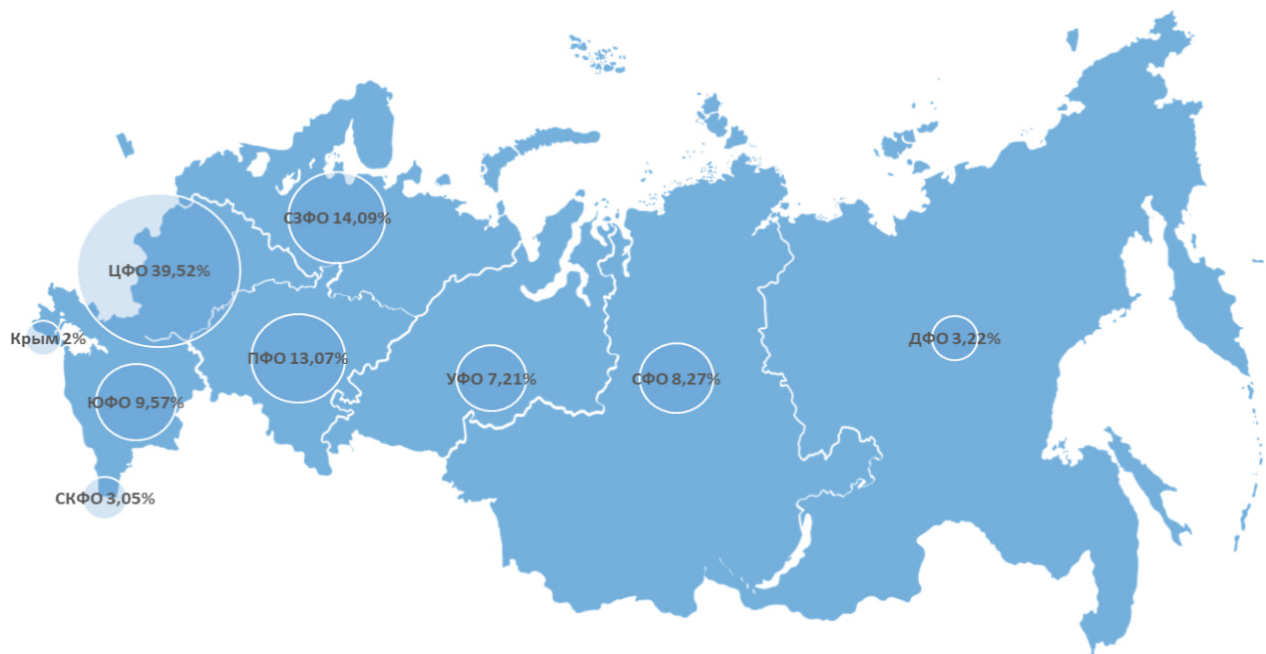 СЗФО 14,09%
ЦФО 39,52%
Крым 2%
ПФО 13,07%
ДФО 3,22%
УФО 7,21%
СФО 8,27%
ЮФО 9,57%
СКФО 3,05%